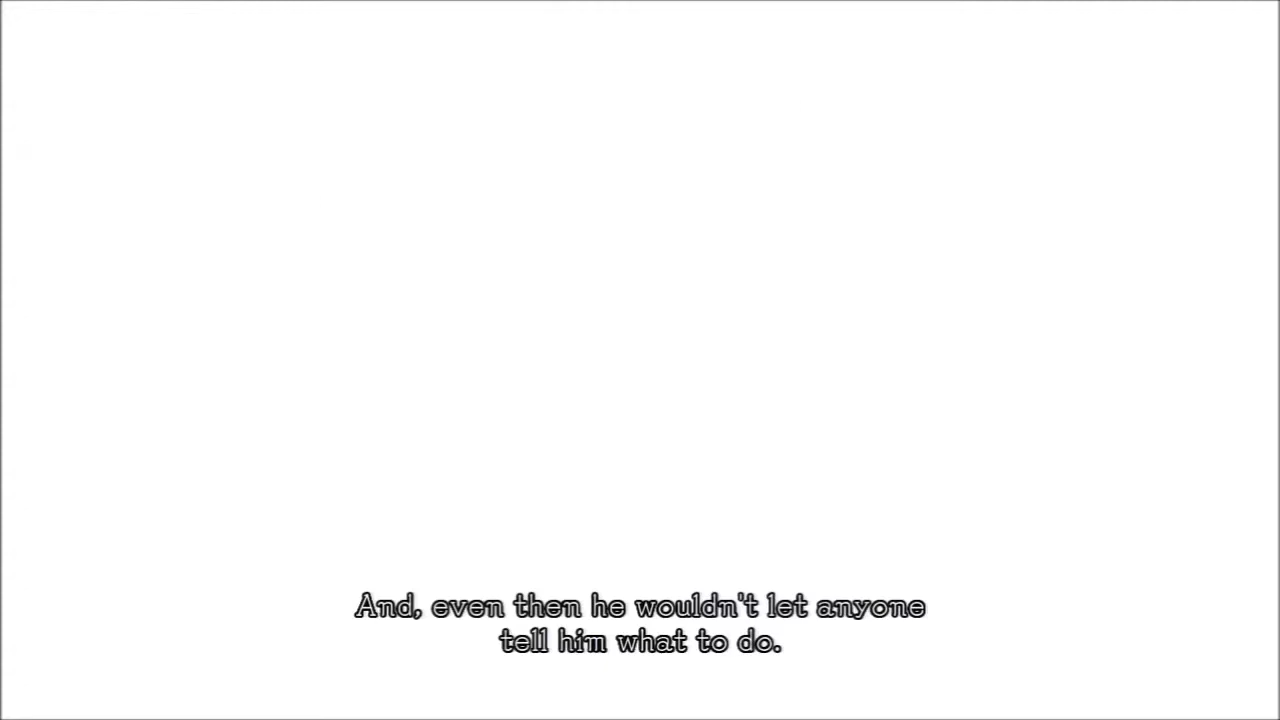 And, even then he wouldn't let anyone
tell him what to do.